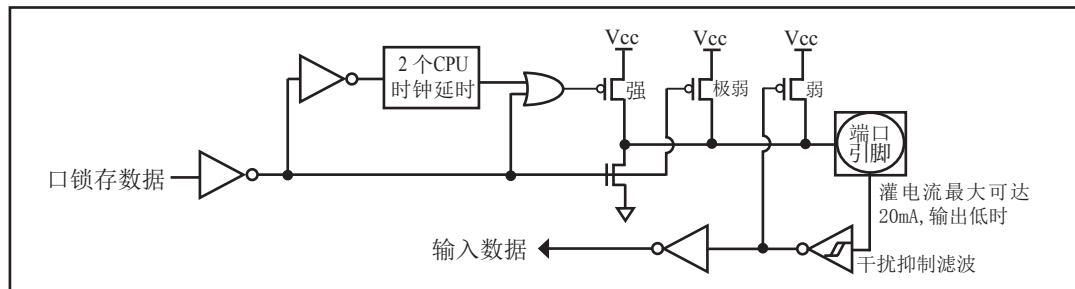 Vcc
Vcc
Vcc
2 个CPU
时钟延时
强
极弱
弱
端口
引脚
口锁存数据
灌电流最大可达
20mA,输出低时
输入数据
干扰抑制滤波